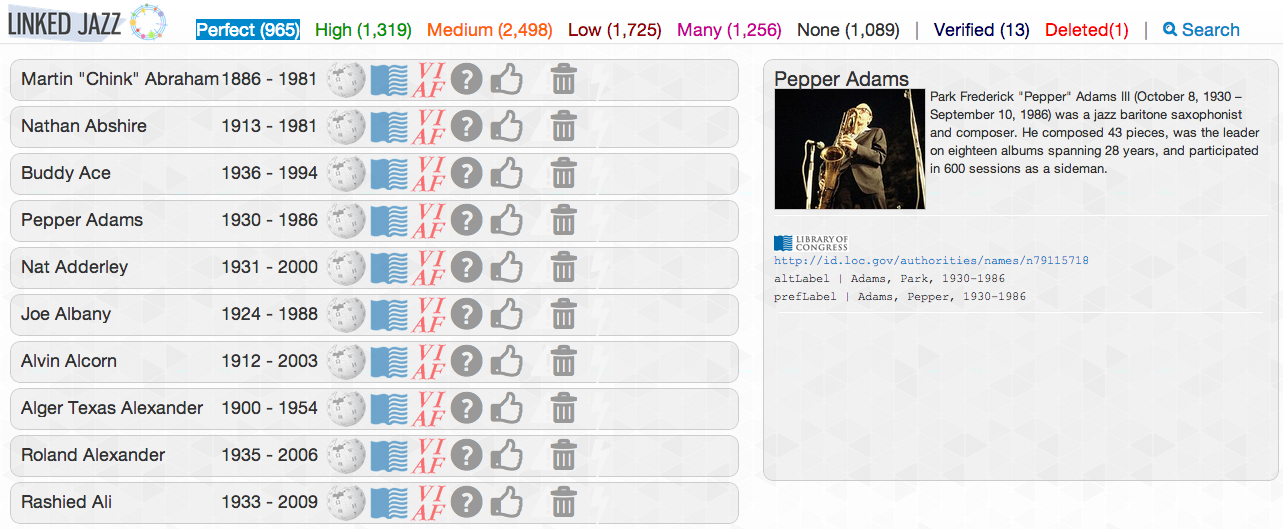 LINKED JAZZ Perfect (965) High (1,319) Medium (2,498) Low (1,725) Many (1,256) None (1,089) | Verified (13) Deleted(1) | Search
Martin "Chink" Abraham 1886 - 1981 VIAF ?
Nathan Abshire 1913 - 1981 VIAF ?
Buddy Ace 1936 - 1994 VIAF ?
Pepper Adams 1930 - 1986 VIAF ?
Nat Adderley 1931 - 2000 VIAF ?
Joe Albany 1924 - 1988 VIAF ?
Alvin Alcorn 1912 - 2003 VIAF ?
Alger Texas Alexander 1900 - 1954 VIAF ?
Roland Alexander 1935 - 2006 VIAF ?
Rashied Ali 1933 - 2009 VIAF ?
Pepper Adams
Park Frederick "Pepper" Adams III (October 8, 1930 –
September 10, 1986) was a jazz baritone saxophonist
and composer. He composed 43 pieces, was the leader
on eighteen albums spanning 28 years, and participated
in 600 sessions as a sideman.
LIBRARY OF
CONGRESS
http://id.loc.gov/authorities/names/n79115718
altLabel | Adams, Park, 1930-1986
prefLabel | Adams, Pepper, 1930-1986